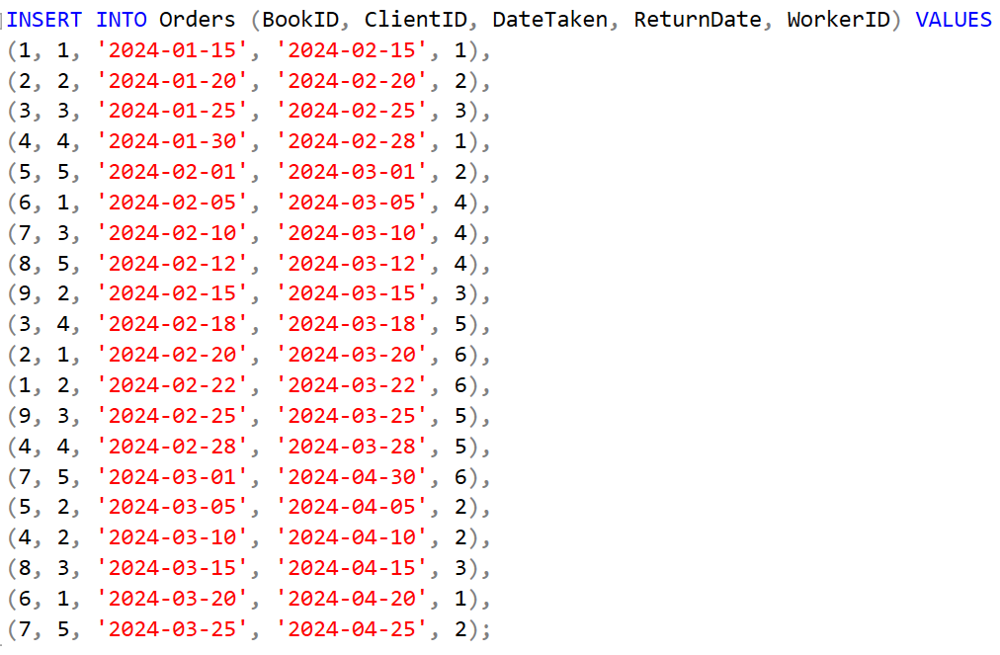 INSERT INTO Orders (BookID, ClientID, DateTaken, ReturnDate, WorkerID) VALUES
(1, 1, '2024-01-15', '2024-02-15', 1),
(2, 2, '2024-01-20', '2024-02-20', 2),
(3, 3, '2024-01-25', '2024-02-25', 3),
(4, 4, '2024-01-30', '2024-02-28', 1),
(5, 5, '2024-02-01', '2024-03-01', 2),
(6, 1, '2024-02-05', '2024-03-05', 4),
(7, 3, '2024-02-10', '2024-03-10', 4),
(8, 5, '2024-02-12', '2024-03-12', 4),
(9, 2, '2024-02-15', '2024-03-15', 3),
(3, 4, '2024-02-18', '2024-03-18', 5),
(2, 1, '2024-02-20', '2024-03-20', 6),
(1, 2, '2024-02-22', '2024-03-22', 6),
(9, 3, '2024-02-25', '2024-03-25', 5),
(4, 4, '2024-02-28', '2024-03-28', 5),
(7, 5, '2024-03-01', '2024-04-30', 6),
(5, 2, '2024-03-05', '2024-04-05', 2),
(4, 2, '2024-03-10', '2024-04-10', 2),
(8, 3, '2024-03-15', '2024-04-15', 3),
(6, 1, '2024-03-20', '2024-04-20', 1),
(7, 5, '2024-03-25', '2024-04-25', 2);